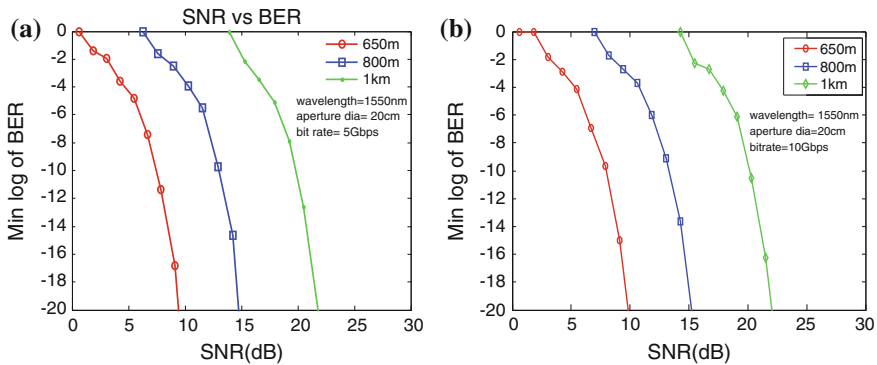 (a)
SNR vs BER
Min log of BER
0
-2
-4
-6
-8
-10
-12
-14
-16
-18
-20
0
5
10
15
20
25
30
SNR(dB)
650m
800m
1km
wavelength=1550nm
aperture dia= 20cm
bit rate= 5Gbps
(b)
Min log of BER
0
-2
-4
-6
-8
-10
-12
-14
-16
-18
-20
0
5
10
15
20
25
30
SNR(dB)
650m
800m
1km
wavelength= 1550nm
aperture dia=20cm
bitrate=10Gbps